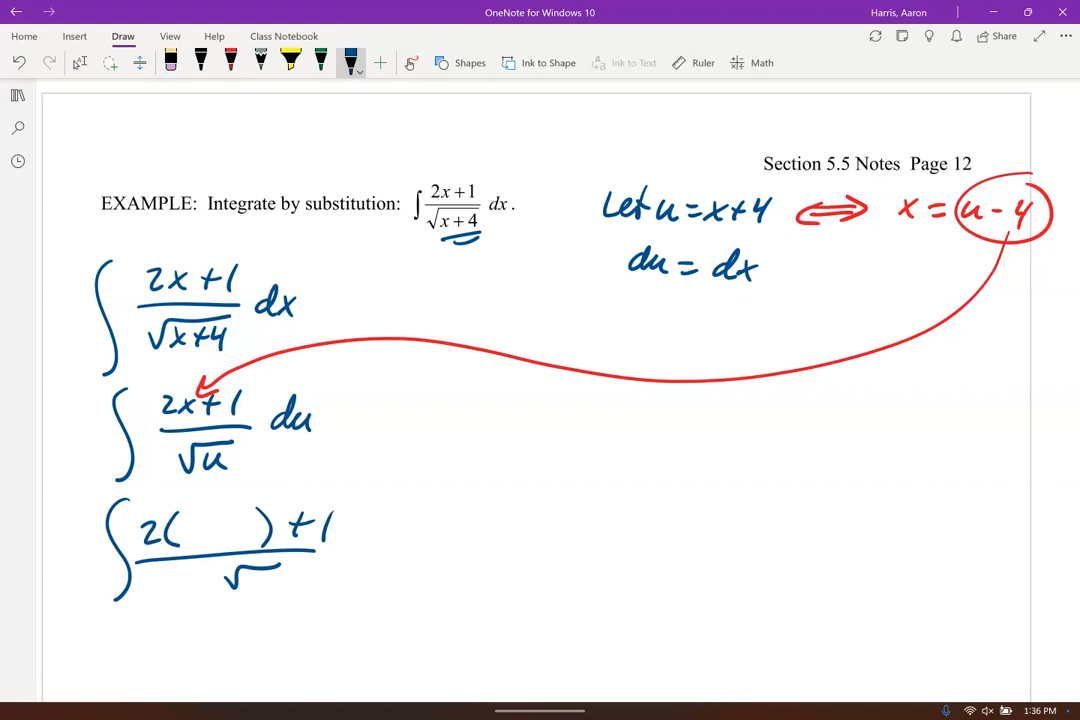 OneNote for Windows 10
Harris, Aaron
Home Insert Draw View Help Class Notebook
Share
Shapes Ink to Shape Ink to Text Ruler Math
Section 5.5 Notes Page 12
EXAMPLE: Integrate by substitution: ∫ (2x+1)/√(x+4) dx.
Let u = x+4 ⟺ x = u-4
du = dx
∫ (2x+1)/√(x+4) dx
∫ (2x+1)/√u du
∫ (2( )+1)/√
1:36 PM